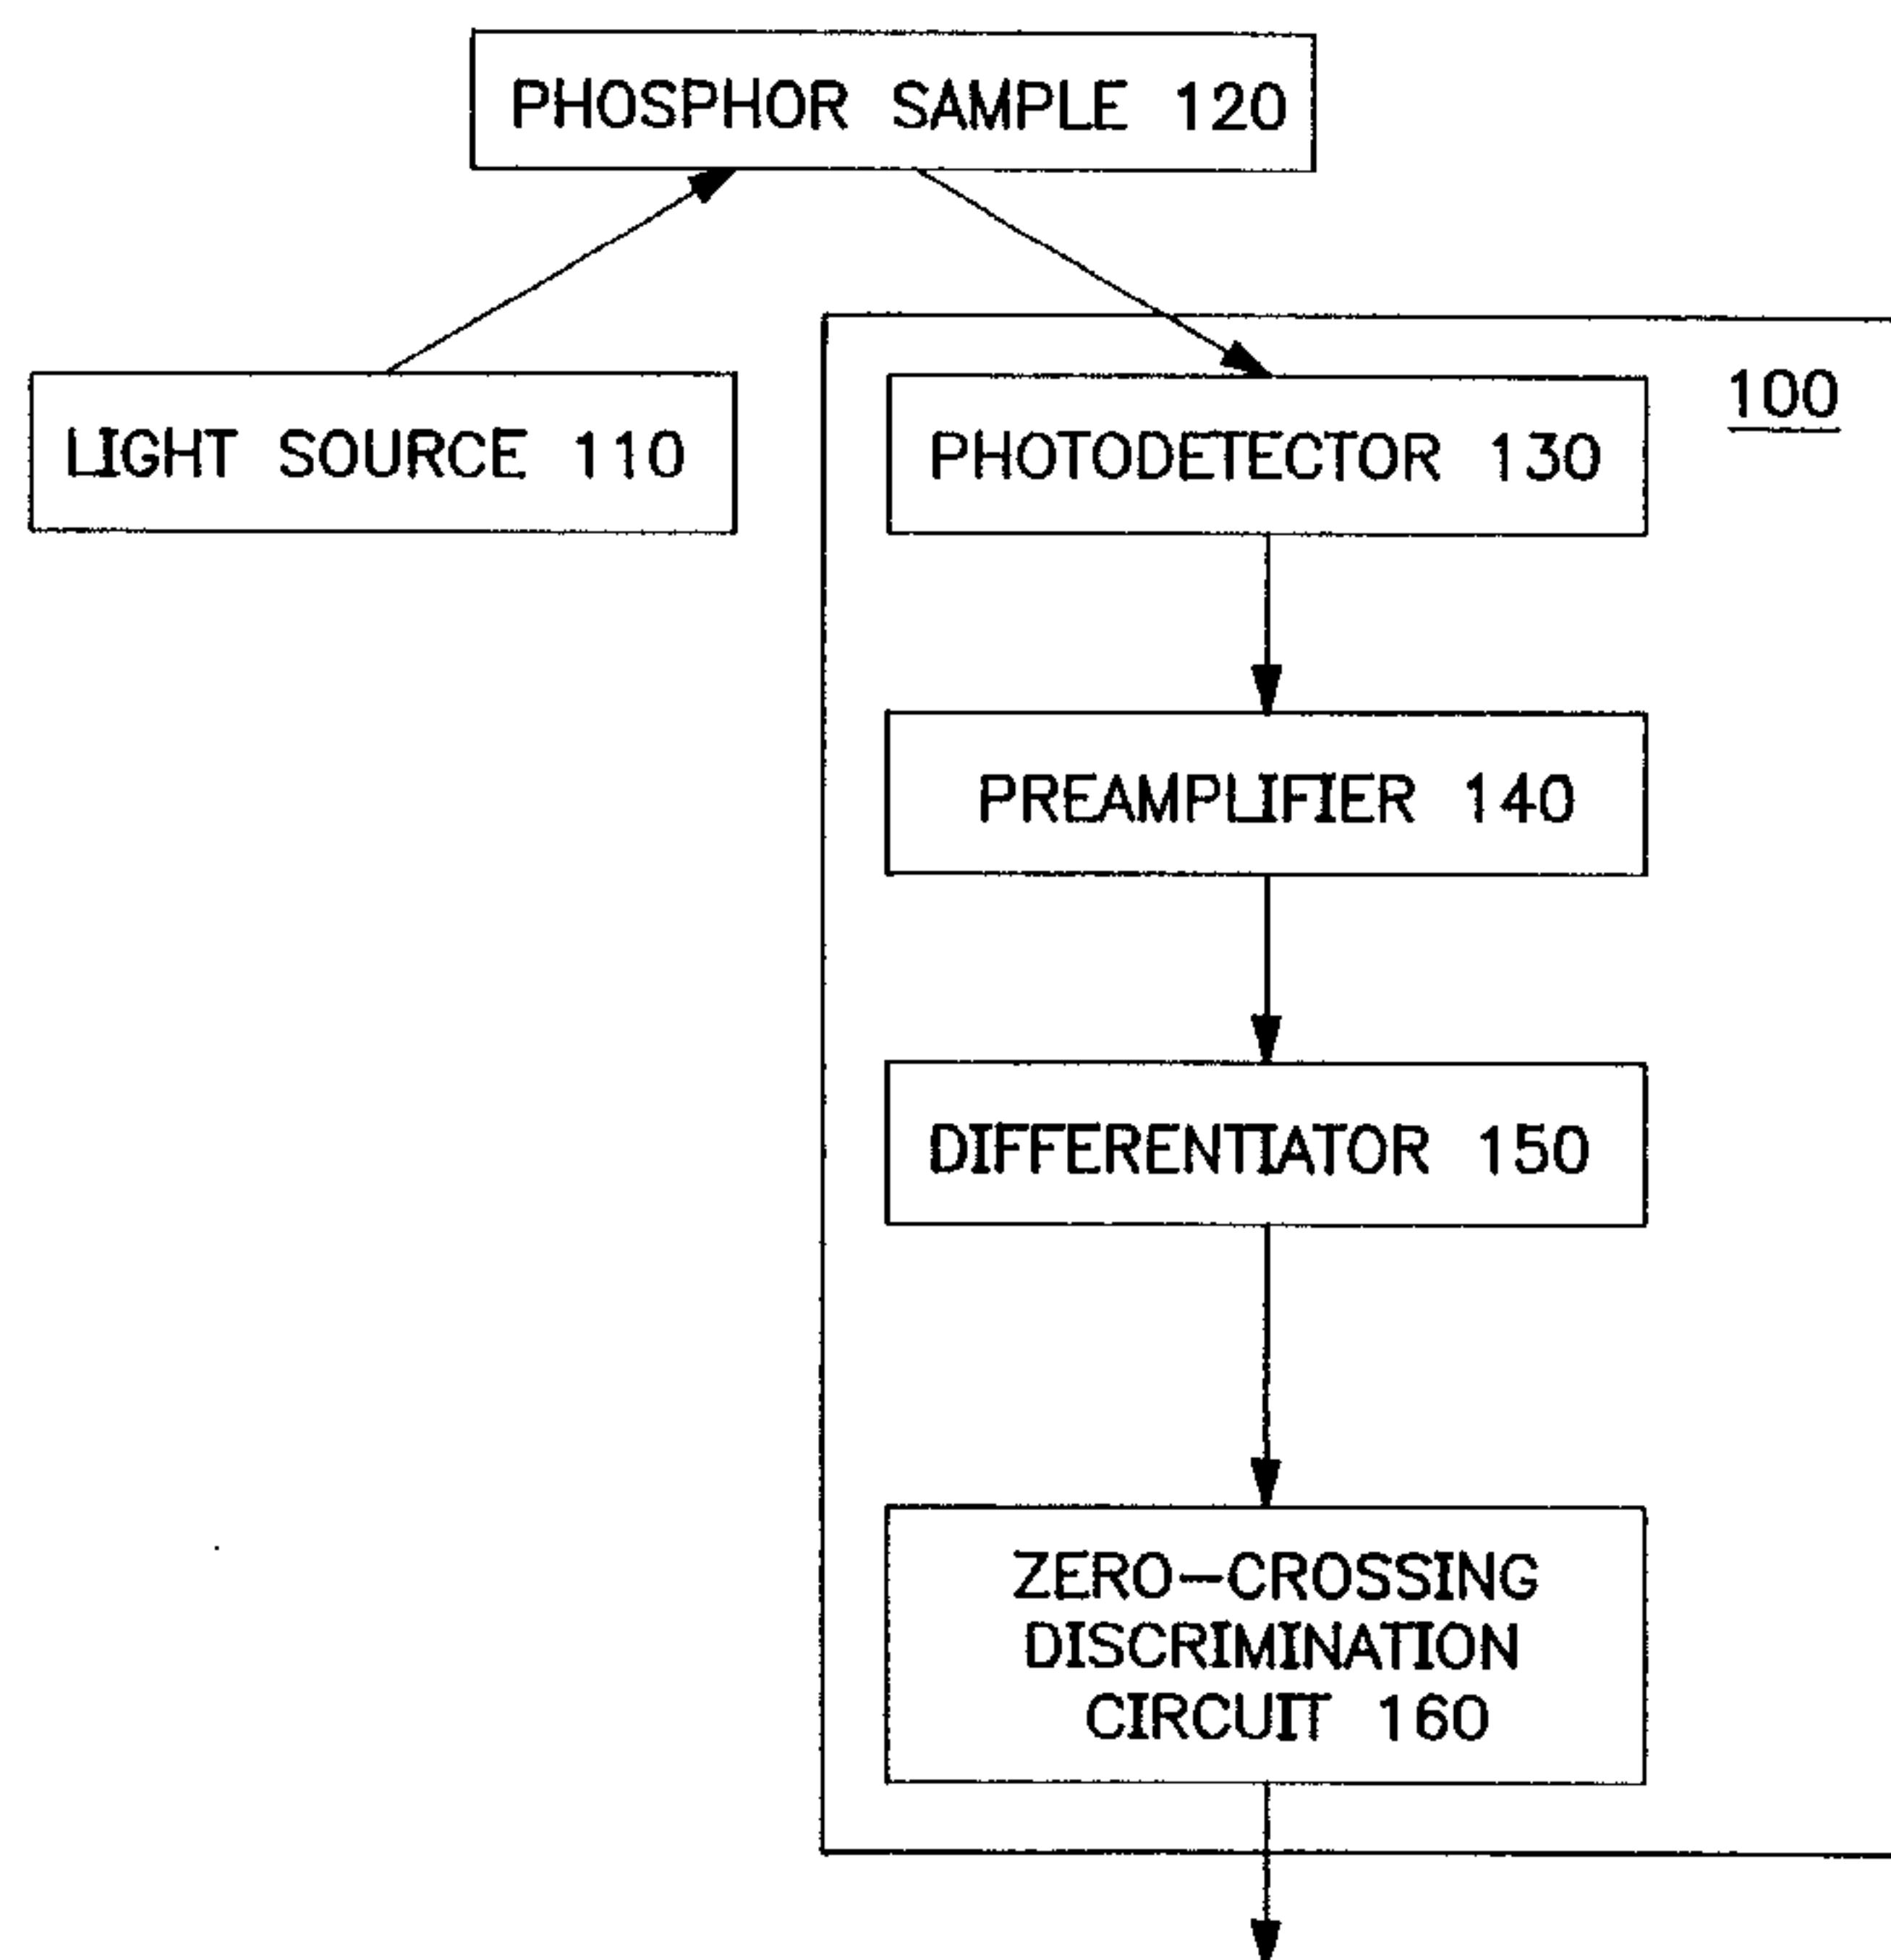 PHOSPHOR SAMPLE 120
LIGHT SOURCE 110
100
PHOTODETECTOR 130
PREAMPLIFIER 140
DIFFERENTIATOR 150
ZERO-CROSSING
DISCRIMINATION
CIRCUIT 160